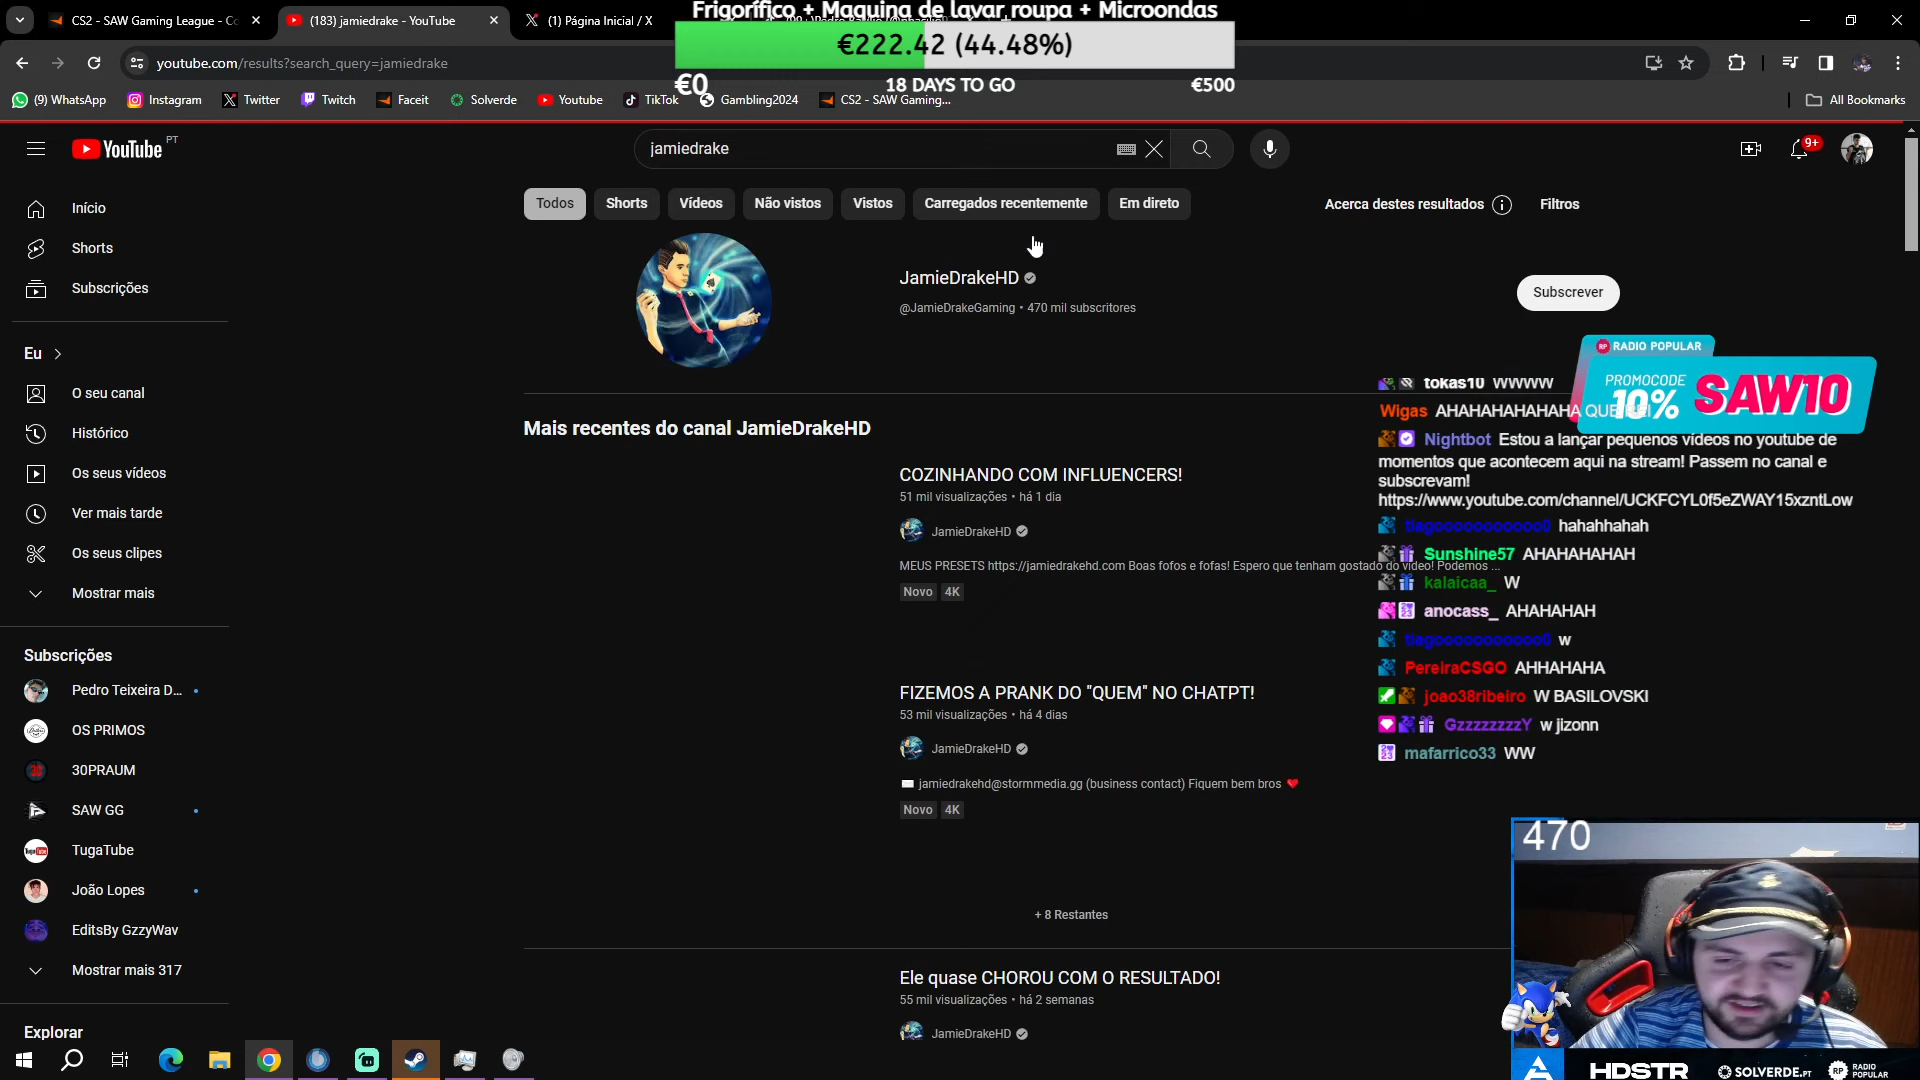 CS2 - SAW Gaming League - Co
(183) jamiedrake - YouTube
(1) Página Inicial / X
Frigorífico + Maquina de lavar roupa + Microondas
€222.42 (44.48%)
€0
18 DAYS TO GO
€500
youtube.com/results?search_query=jamiedrake
(9) WhatsApp
Instagram
Twitter
Twitch
Faceit
Solverde
Youtube
TikTok
Gambling2024
CS2 - SAW Gaming...
All Bookmarks
YouTube PT
jamiedrake
9+
Todos
Shorts
Vídeos
Não vistos
Vistos
Carregados recentemente
Em direto
Acerca destes resultados
Filtros
Início
Shorts
Subscrições
Eu
O seu canal
Histórico
Os seus vídeos
Ver mais tarde
Os seus clipes
Mostrar mais
Subscrições
Pedro Teixeira D...
OS PRIMOS
30PRAUM
SAW GG
TugaTube
João Lopes
EditsBy GzzyWav
Mostrar mais 317
Explorar
JamieDrakeHD
@JamieDrakeGaming • 470 mil subscritores
Subscrever
Mais recentes do canal JamieDrakeHD
COZINHANDO COM INFLUENCERS!
51 mil visualizações • há 1 dia
JamieDrakeHD
MEUS PRESETS https://jamiedrakehd.com Boas fofos e fofas! Espero que tenham gostado do vídeo! Podemos ...
Novo 4K
FIZEMOS A PRANK DO "QUEM" NO CHATPT!
53 mil visualizações • há 4 dias
JamieDrakeHD
jamiedrakehd@stormmedia.gg (business contact) Fiquem bem bros ❤️
Novo 4K
+ 8 Restantes
Ele quase CHOROU COM O RESULTADO!
55 mil visualizações • há 2 semanas
JamieDrakeHD
RP RADIO POPULAR
PROMOCODE
10% SAW10
tokas10 WWWW
Wigas AHAHAHAHAHAHA QUE
Nightbot Estou a lançar pequenos vídeos no youtube de
momentos que acontecem aqui na stream! Passem no canal e
subscrevam!
https://www.youtube.com/channel/UCKFCYL0f5eZWAY15xzntLow
hahahhahah
Sunshine57 AHAHAHAHAH
kalaicaa_ W
anocass_ AHAHAHAH
w
PereiraCSGO AHHAHAHA
joao38ribeiro W BASILOVSKI
GzzzzzzzY w jizonn
mafarrico33 WW
470
HDSTR
SOLVERDE.PT
RP RADIO POPULAR